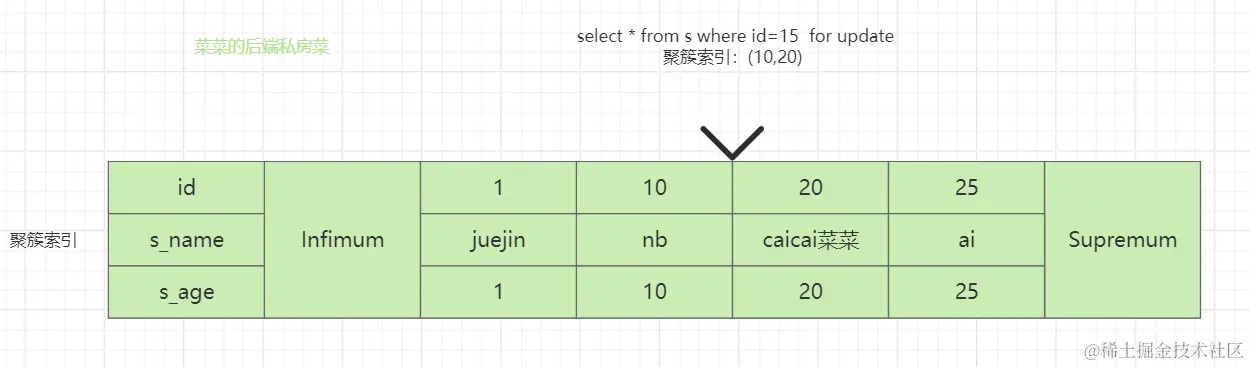 菜菜的后端私房菜
select * from s where id=15  for update
聚簇索引：(10,20)
id 1 10 20 25
聚簇索引 s_name Infimum juejin nb caicai菜菜 ai Supremum
s_age 1 10 20 25
@稀土掘金技术社区